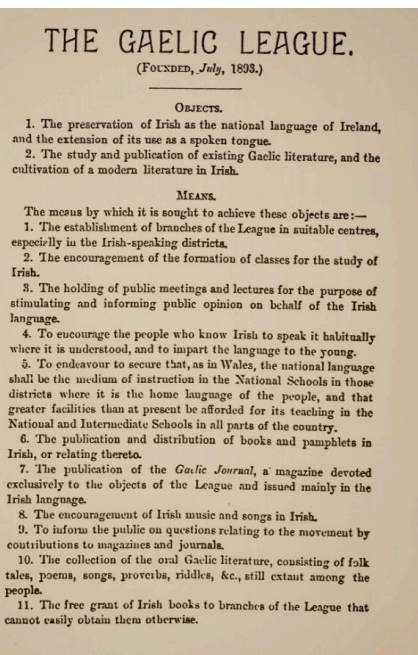 THE GAELIC LEAGUE.
(FOUNDED, July, 1893.)
OBJECTS.
1. The preservation of Irish as the national language of Ireland,
and the extension of its use as a spoken tongue.
2. The study and publication of existing Gaelic literature, and the
cultivation of a modern literature in Irish.
MEANS.
The means by which it is sought to achieve these objects are:—
1. The establishment of branches of the League in suitable centres,
especially in the Irish-speaking districts.
2. The encouragement of the formation of classes for the study of
Irish.
3. The holding of public meetings and lectures for the purpose of
stimulating and informing public opinion on behalf of the Irish
language.
4. To encourage the people who know Irish to speak it habitually
where it is understood, and to impart the language to the young.
5. To endeavour to secure that, as in Wales, the national language
shall be the medium of instruction in the National Schools in those
districts where it is the home language of the people, and that
greater facilities than at present be afforded for its teaching in the
National and Intermediate Schools in all parts of the country.
6. The publication and distribution of books and pamphlets in
Irish, or relating thereto.
7. The publication of the Gaelic Journal, a magazine devoted
exclusively to the objects of the League and issued mainly in the
Irish language.
8. The encouragement of Irish music and songs in Irish.
9. To inform the public on questions relating to the movement by
contributions to magazines and journals.
10. The collection of the oral Gaelic literature, consisting of folk
tales, poems, songs, proverbs, riddles, &c., still extant among the
people.
11. The free grant of Irish books to branches of the League that
cannot easily obtain them otherwise.